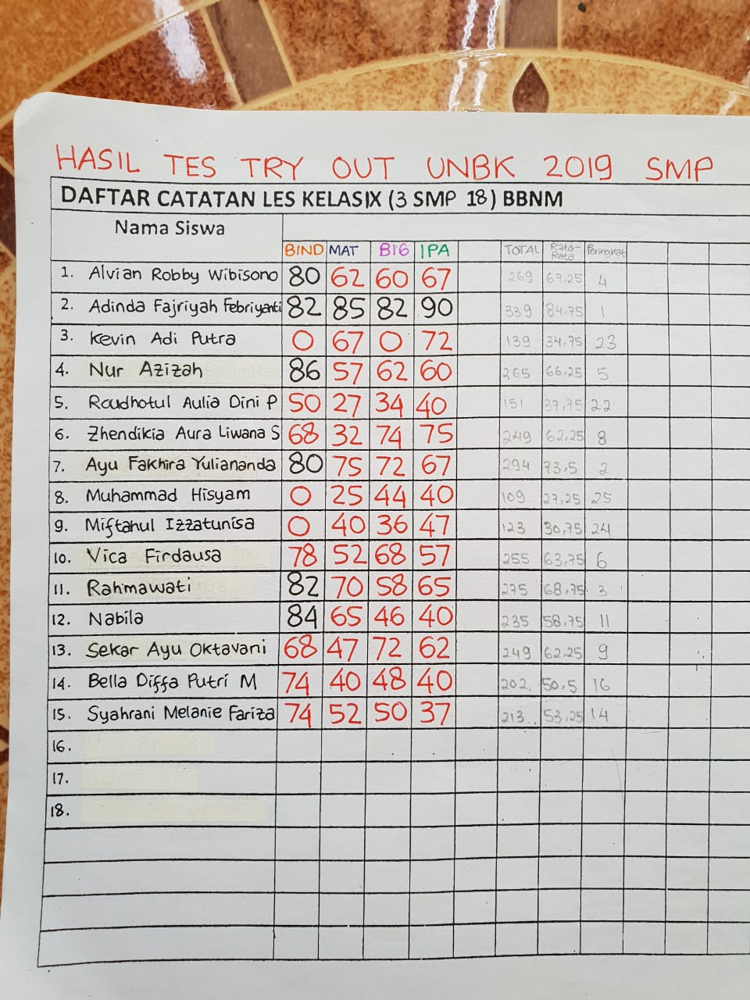 HASIL TES TRY OUT UNBK 2019 SMP
DAFTAR CATATAN LES KELASIX (3 SMP 18) BBNM
Nama Siswa
BIND MAT BIG IPA TOTAL Rata-Rata Peringkat
1. Alvian Robby Wibisono 80 62 60 67 269 67,25 4
2. Adinda Fajriyah Febriyanti 82 85 82 90 339 84,75 1
3. Kevin Adi Putra 0 67 0 72 139 34,75 23
4. Nur Azizah 86 57 62 60 265 66,25 5
5. Raudhotul Aulia Dini P 50 27 34 40 151 37,75 22
6. Zhendikia Aura Liwana S 68 32 74 75 249 62,25 8
7. Ayu Fakhira Yuliananda 80 75 72 67 294 73,5 2
8. Muhammad Hisyam 0 25 44 40 109 27,25 25
9. Miftahul Izzatunisa 0 40 36 47 123 30,75 24
10. Vica Firdausa 78 52 68 57 255 63,75 6
11. Rahmawati 82 70 58 65 275 68,75 3
12. Nabila 84 65 46 40 235 58,75 11
13. Sekar Ayu Oktavani 68 47 72 62 249 62,25 9
14. Bella Diffa Putri M 74 40 48 40 202 50,5 16
15. Syahrani Melanie Fariza 74 52 50 37 213 53,25 14
16.
17.
18.